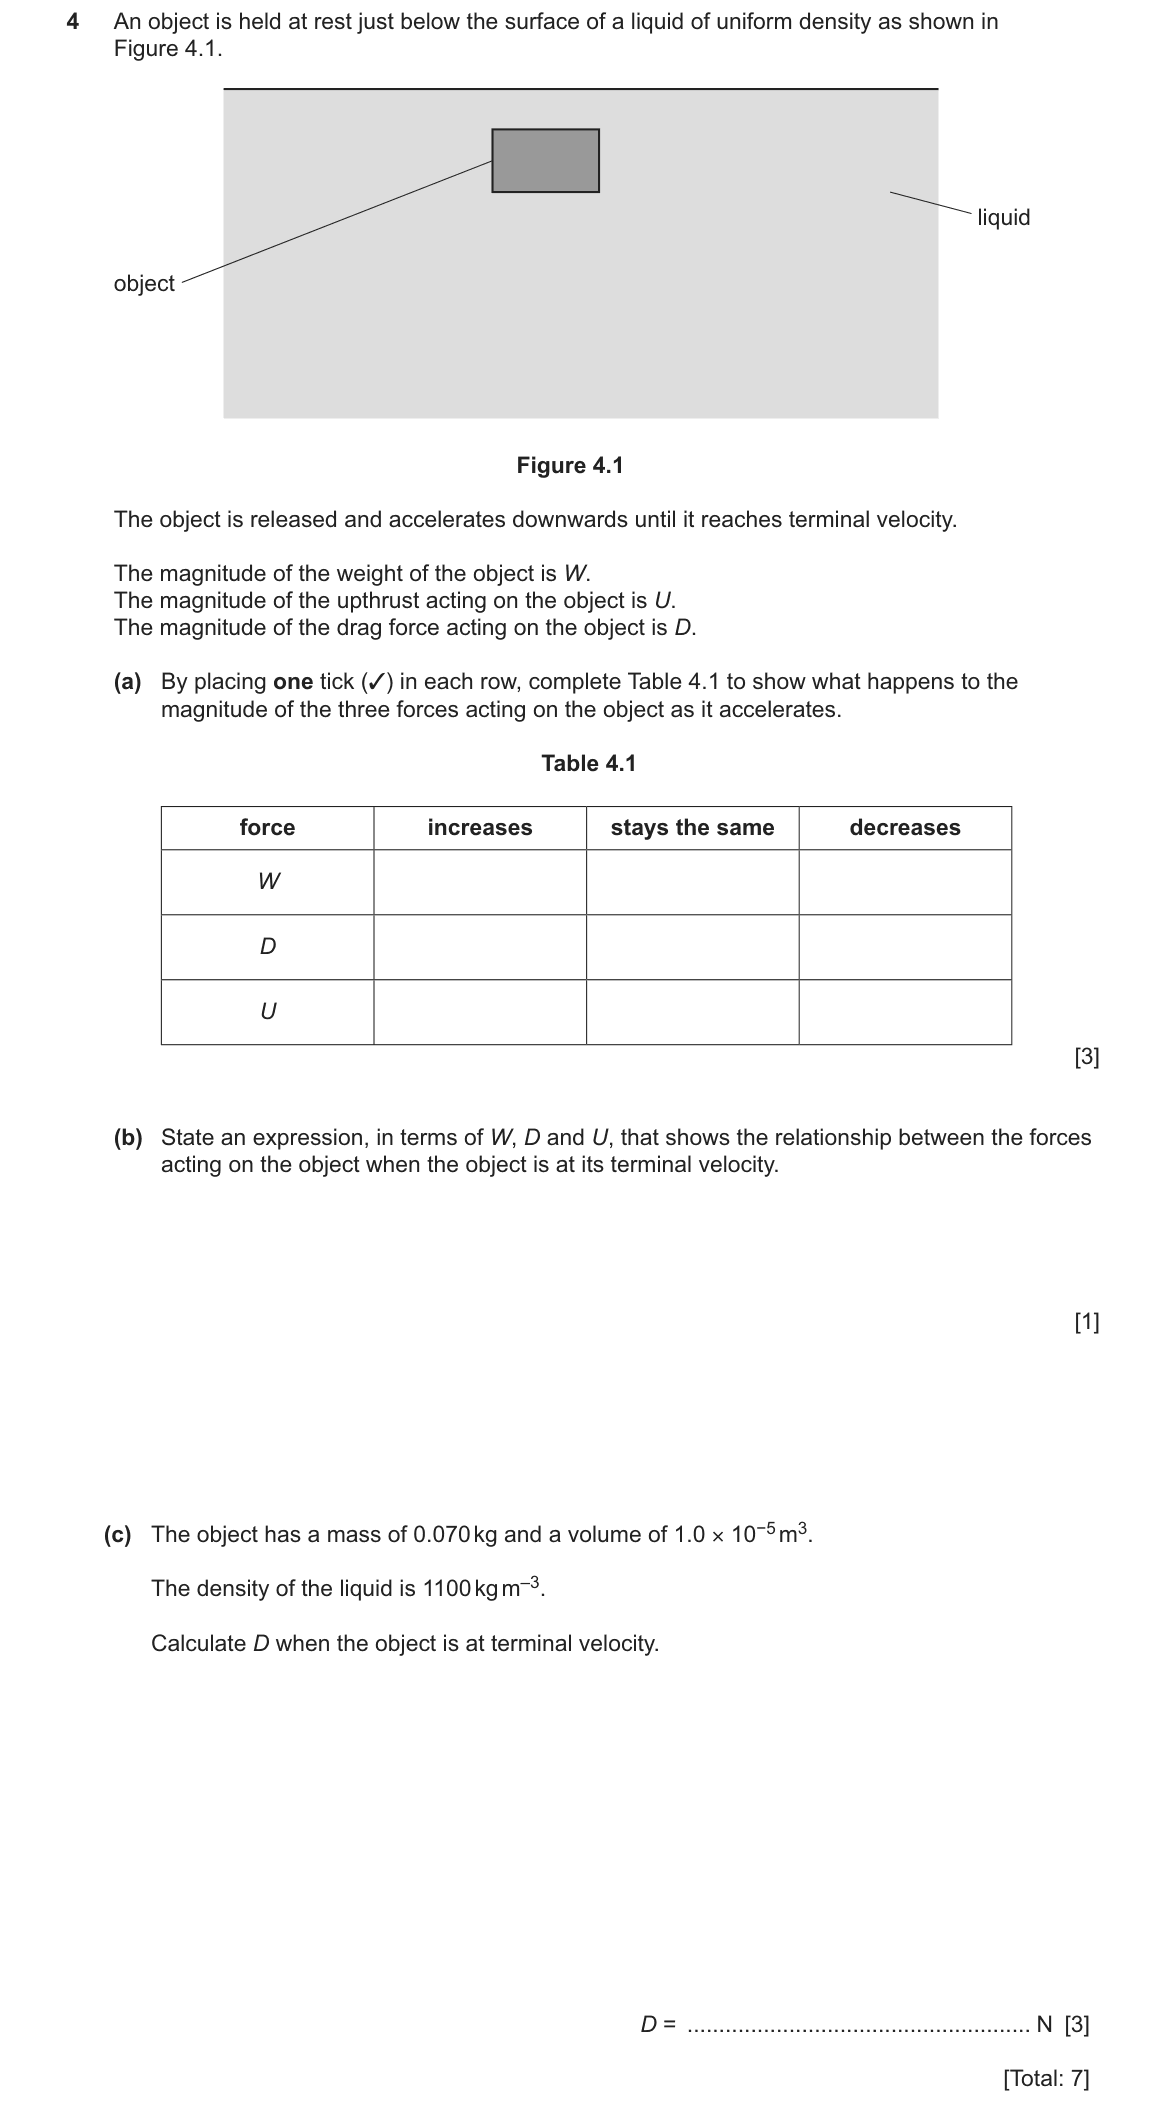 4 An object is held at rest just below the surface of a liquid of uniform density as shown in
Figure 4.1.
liquid
object
Figure 4.1
The object is released and accelerates downwards until it reaches terminal velocity.
The magnitude of the weight of the object is W.
The magnitude of the upthrust acting on the object is U.
The magnitude of the drag force acting on the object is D.
(a) By placing one tick (✓) in each row, complete Table 4.1 to show what happens to the
magnitude of the three forces acting on the object as it accelerates.
Table 4.1
force increases stays the same decreases
W
D
U
[3]
(b) State an expression, in terms of W, D and U, that shows the relationship between the forces
acting on the object when the object is at its terminal velocity.
[1]
(c) The object has a mass of 0.070 kg and a volume of 1.0 × 10⁻⁵ m³.
The density of the liquid is 1100 kg m⁻³.
Calculate D when the object is at terminal velocity.
D = ...................................................... N [3]
[Total: 7]